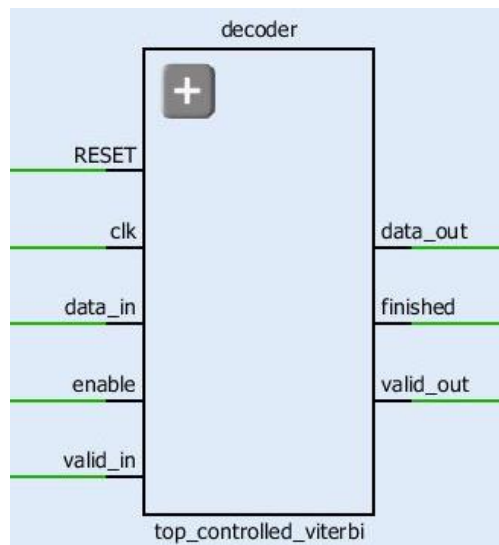 decoder
RESET
clk
data_in
enable
valid_in
data_out
finished
valid_out
top_controlled_viterbi